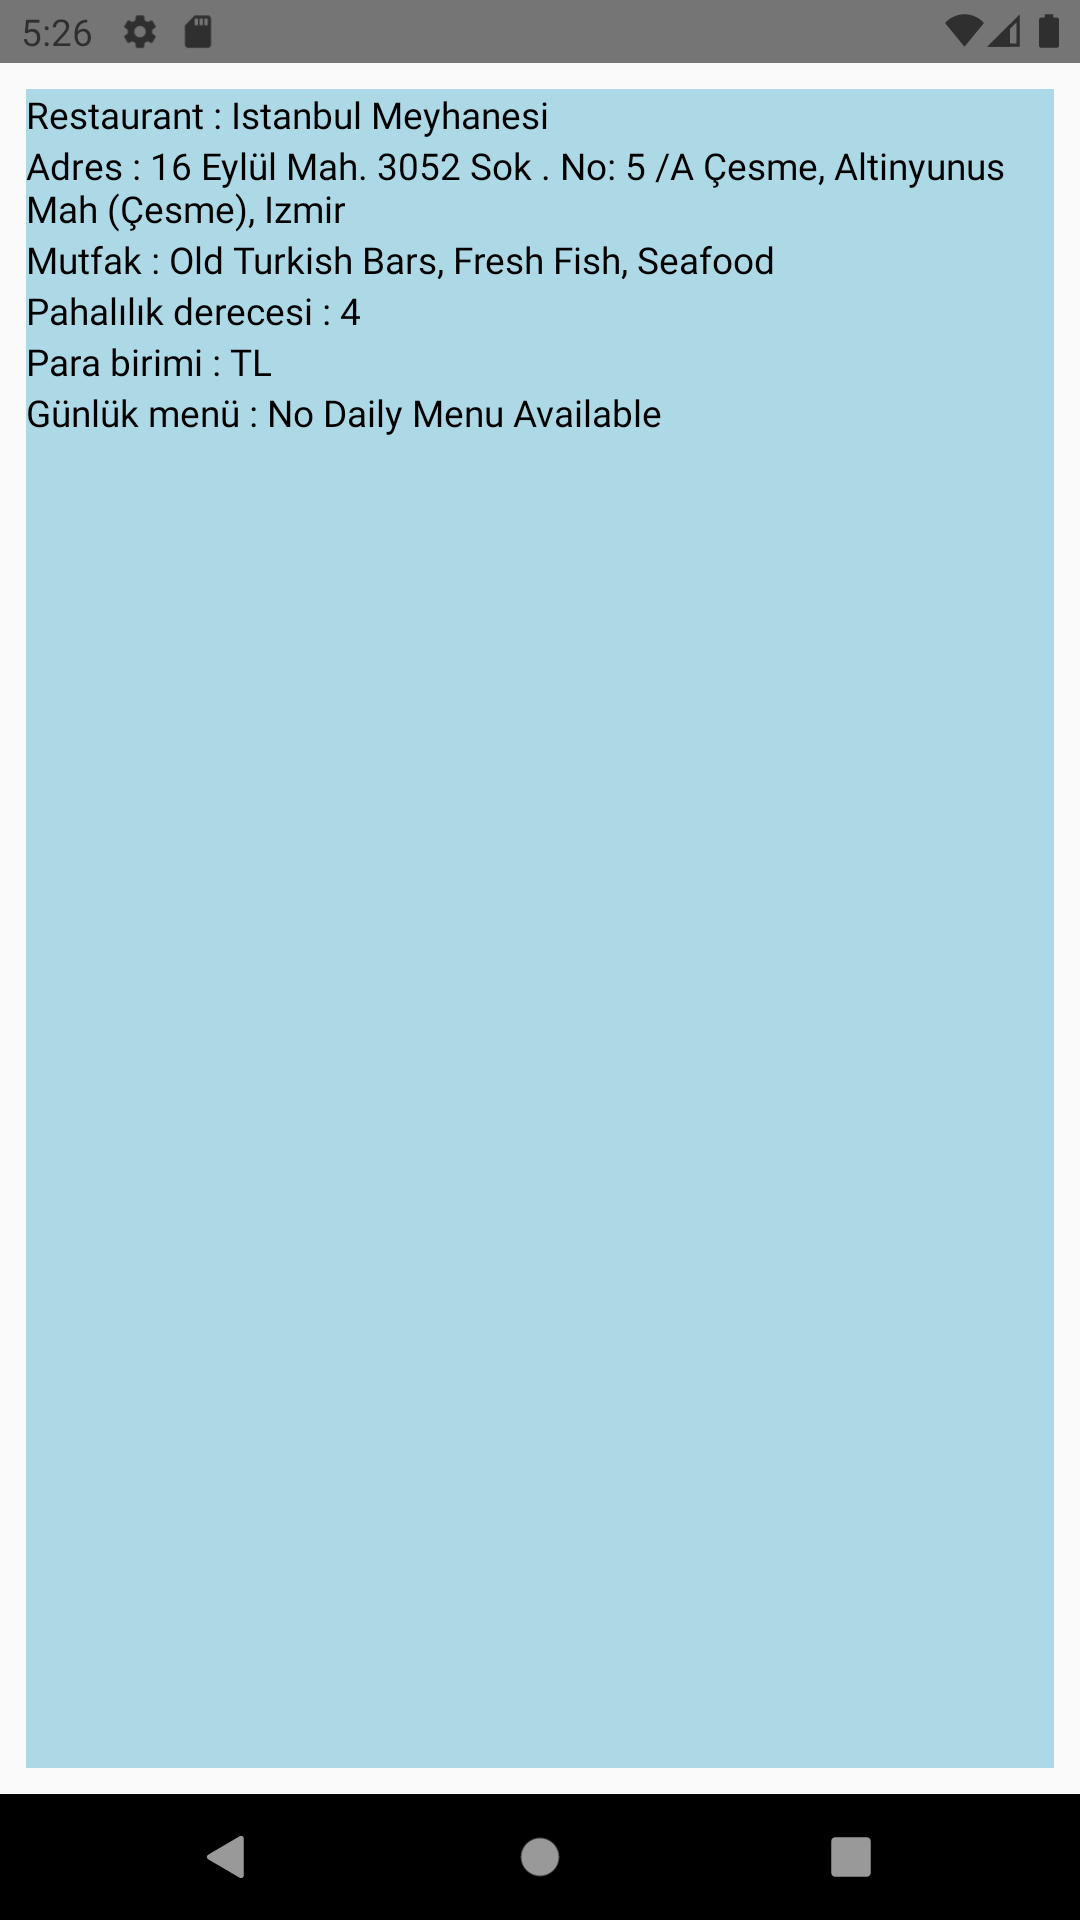 5:26
Restaurant : Istanbul Meyhanesi
Adres : 16 Eylül Mah. 3052 Sok . No: 5 /A Çesme, Altinyunus
Mah (Çesme), Izmir
Mutfak : Old Turkish Bars, Fresh Fish, Seafood
Pahalılık derecesi : 4
Para birimi : TL
Günlük menü : No Daily Menu Available